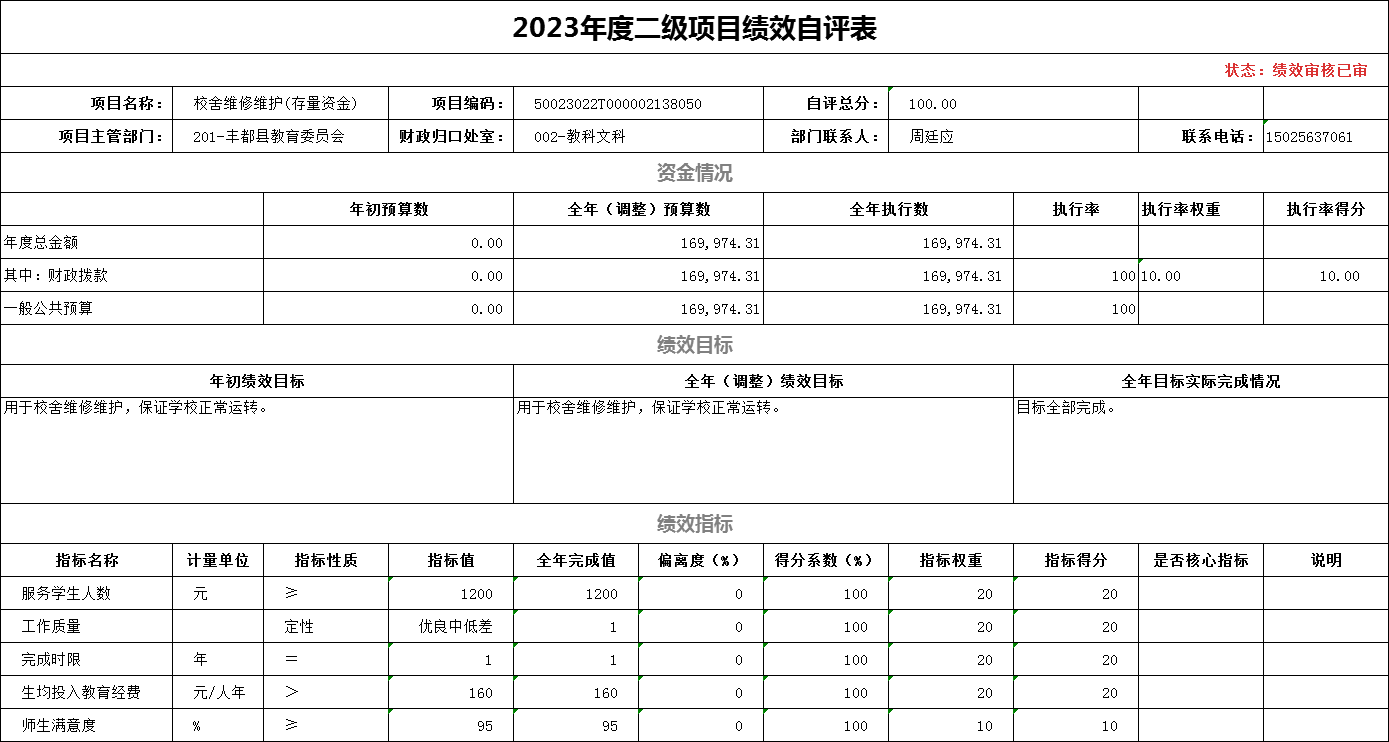 2023年度二级项目绩效自评表
状态：绩效审核已审
项目名称： 校舍维修维护(存量资金) 项目编码： 50023022T000002138050 自评总分： 100.00
项目主管部门： 201-丰都县教育委员会 财政归口处室： 002-教科文科 部门联系人： 周廷应 联系电话： 15025637061
资金情况
年初预算数 全年（调整）预算数 全年执行数 执行率 执行率权重 执行率得分
年度总金额 0.00 169,974.31 169,974.31
其中：财政拨款 0.00 169,974.31 169,974.31 100 10.00 10.00
一般公共预算 0.00 169,974.31 169,974.31 100
绩效目标
年初绩效目标 全年（调整）绩效目标 全年目标实际完成情况
用于校舍维修维护，保证学校正常运转。 用于校舍维修维护，保证学校正常运转。 目标全部完成。
绩效指标
指标名称 计量单位 指标性质 指标值 全年完成值 偏离度（%） 得分系数（%） 指标权重 指标得分 是否核心指标 说明
服务学生人数 元 ≥ 1200 1200 0 100 20 20
工作质量 定性 优良中低差 1 0 100 20 20
完成时限 年 ＝ 1 1 0 100 20 20
生均投入教育经费 元/人年 ＞ 160 160 0 100 20 20
师生满意度 % ≥ 95 95 0 100 10 10